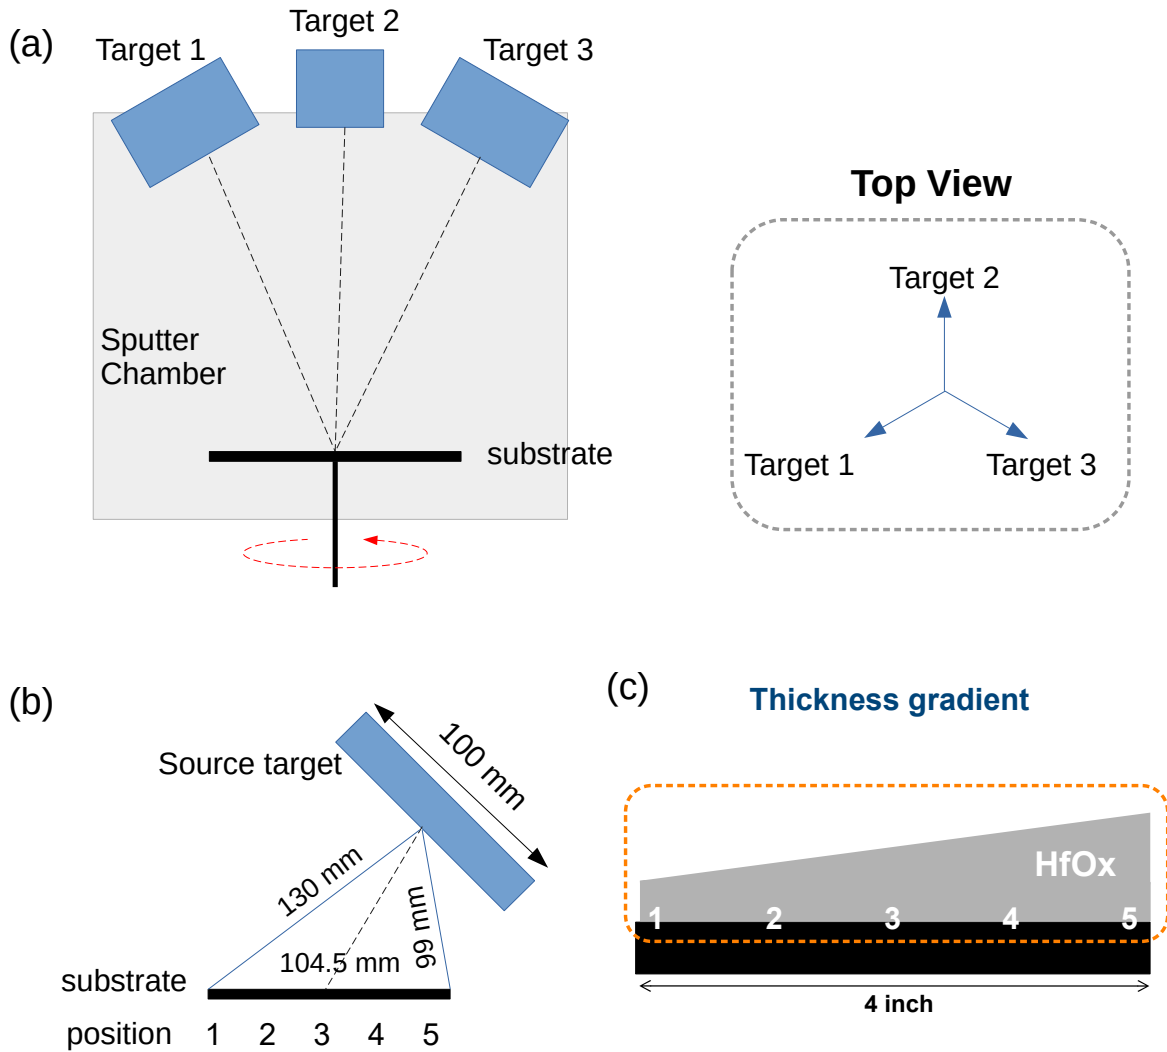 (a)
Target 1
Target 2
Target 3
Sputter
Chamber
substrate
Top View
Target 2
Target 1
Target 3
(b)
Source target
100 mm
130 mm
99 mm
104.5 mm
substrate
position 1 2 3 4 5
(c)
Thickness gradient
HfOx
1 2 3 4 5
4 inch